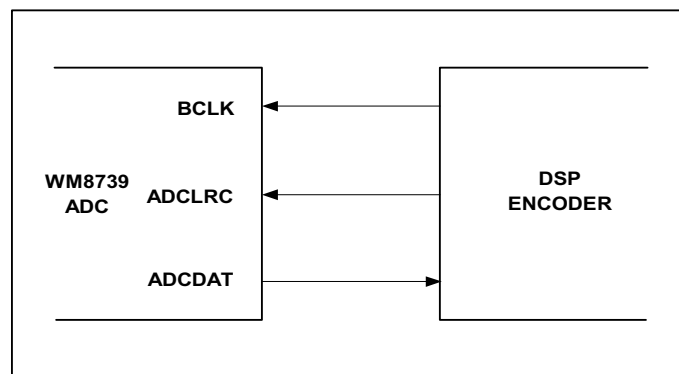 BCLK
WM8739
ADC
ADCLRC
ADCDAT
DSP
ENCODER